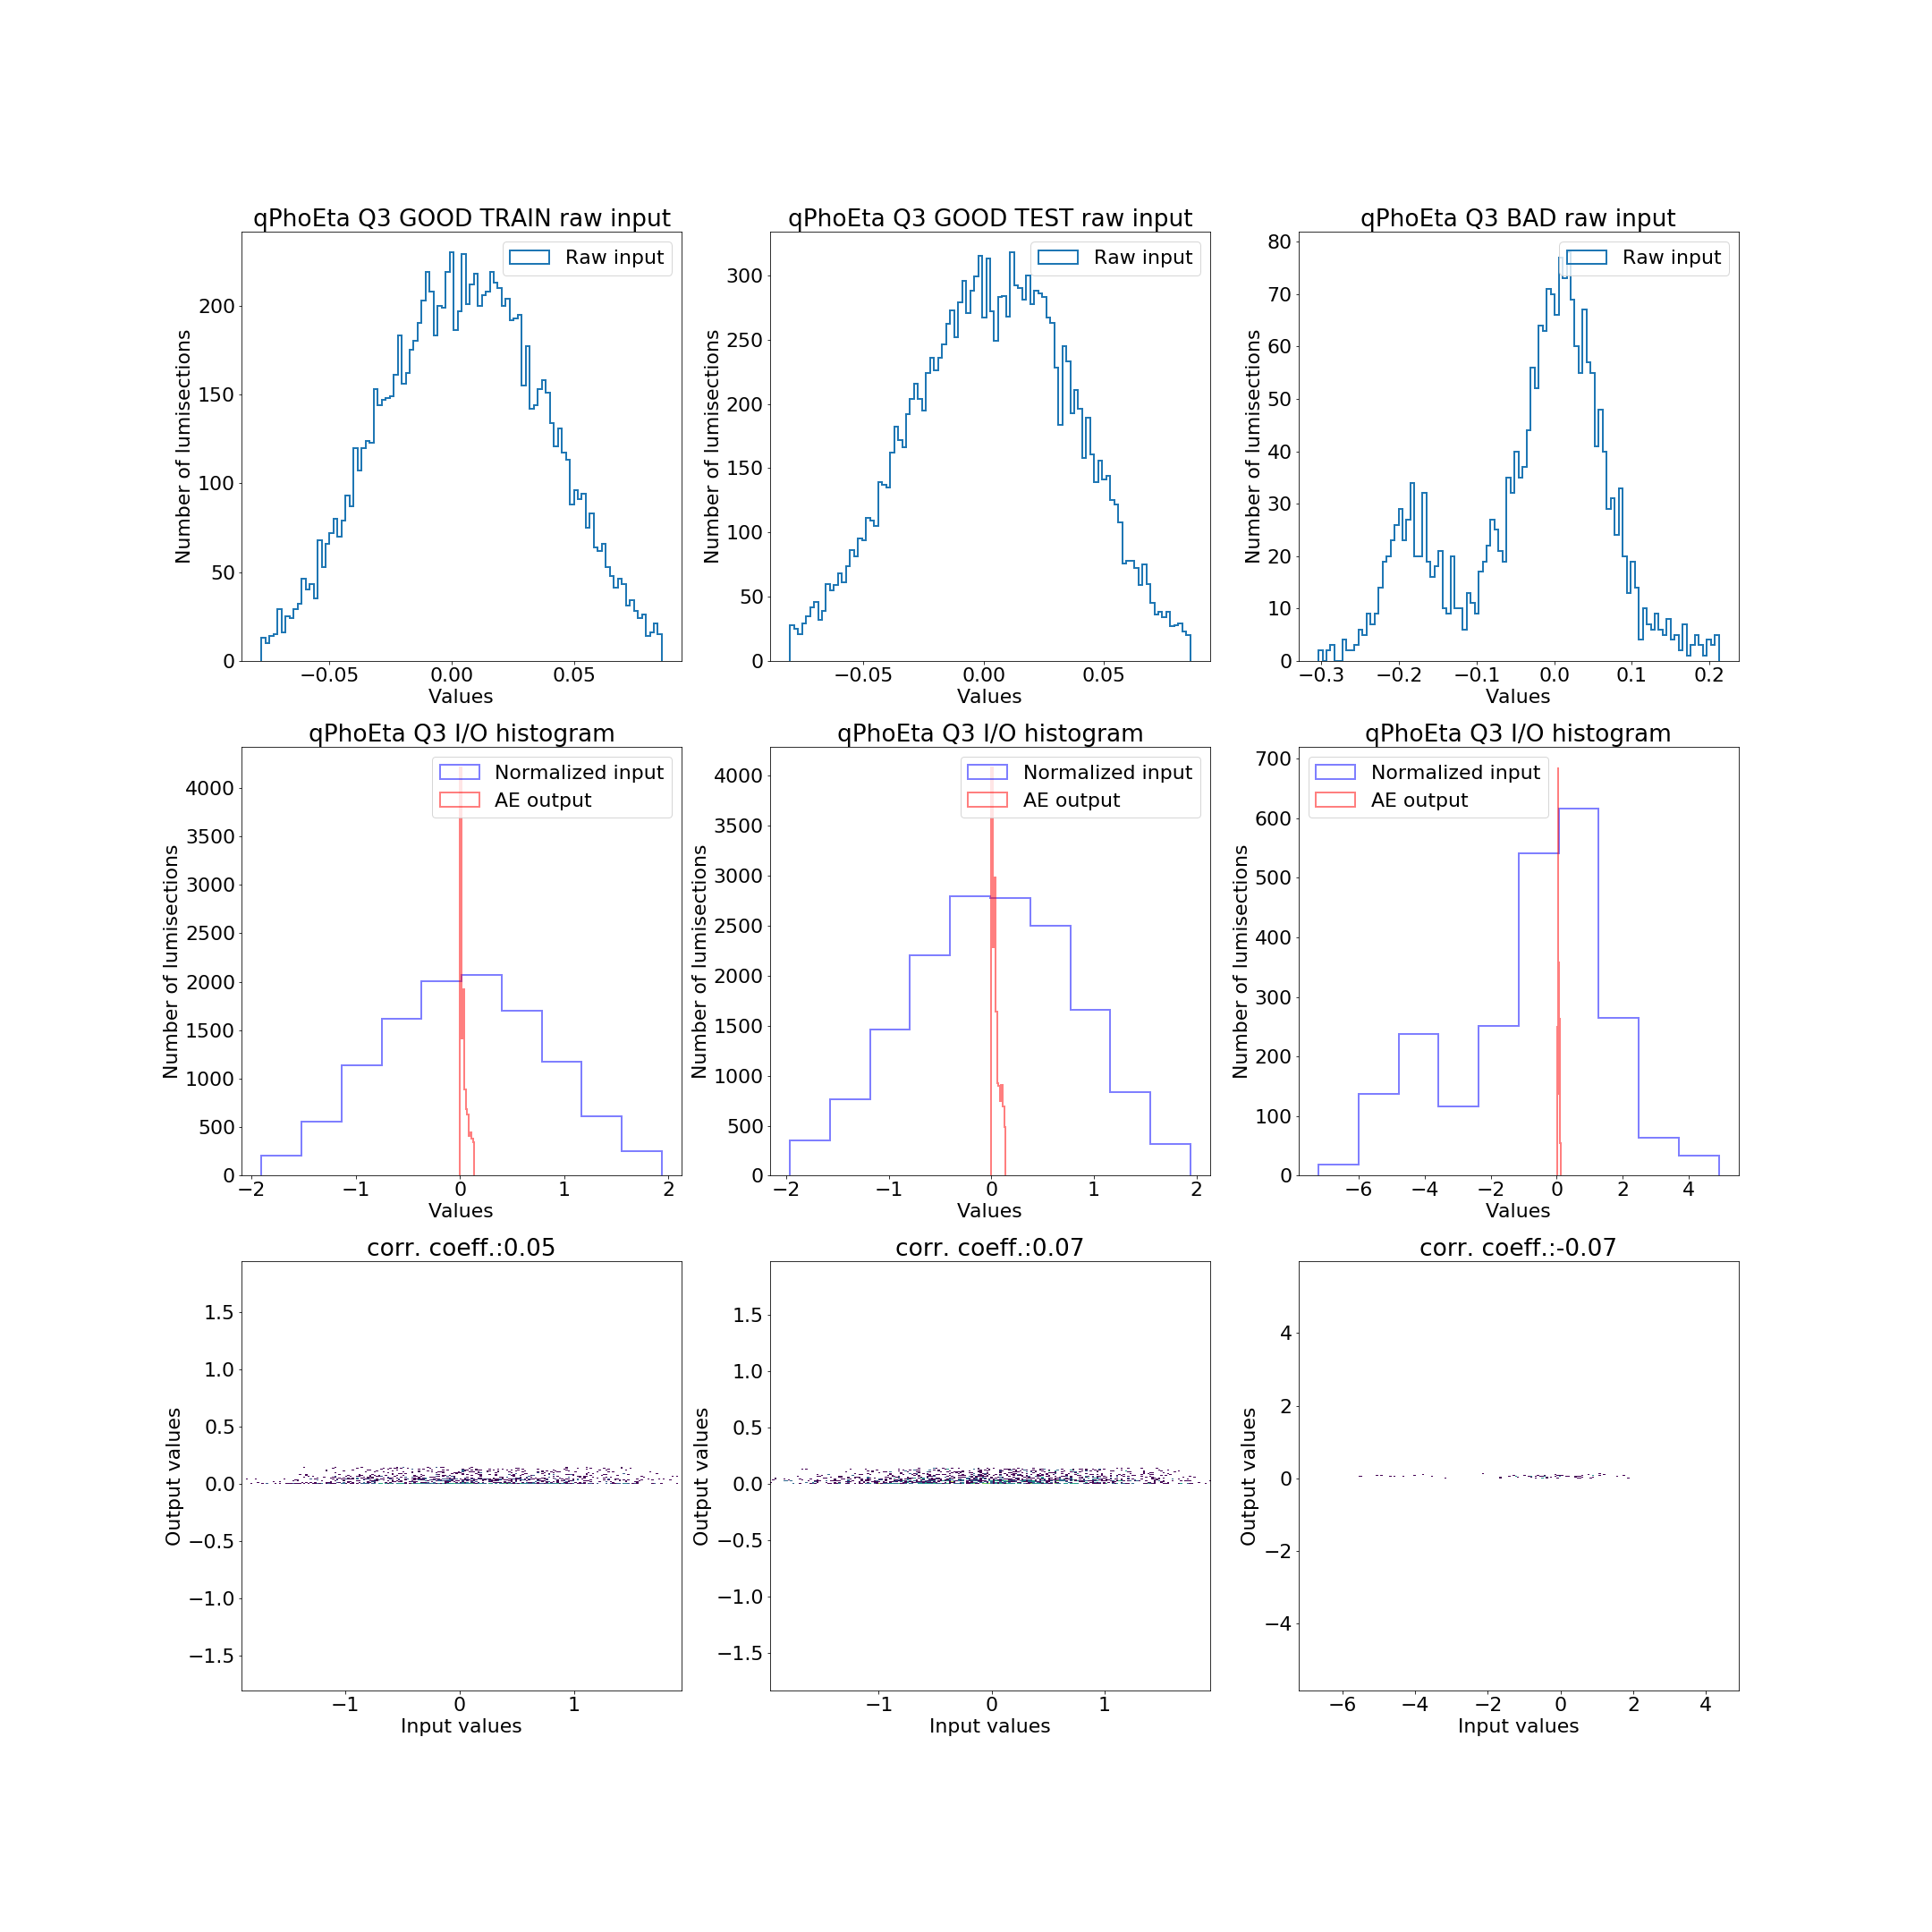 qPhoEta Q3 GOOD TRAIN raw input
Raw input
Number of lumisections
0
50
100
150
200
−0.05
0.00
0.05
Values
qPhoEta Q3 GOOD TEST raw input
Raw input
Number of lumisections
0
50
100
150
200
250
300
−0.05
0.00
0.05
Values
qPhoEta Q3 BAD raw input
Raw input
Number of lumisections
0
10
20
30
40
50
60
70
80
−0.3
−0.2
−0.1
0.0
0.1
0.2
Values
qPhoEta Q3 I/O histogram
Normalized input
AE output
Number of lumisections
0
500
1000
1500
2000
2500
3000
3500
4000
−2
−1
0
1
2
Values
qPhoEta Q3 I/O histogram
Normalized input
AE output
Number of lumisections
0
500
1000
1500
2000
2500
3000
3500
4000
−2
−1
0
1
2
Values
qPhoEta Q3 I/O histogram
Normalized input
AE output
Number of lumisections
0
100
200
300
400
500
600
700
−6
−4
−2
0
2
4
Values
corr. coeff.:0.05
Output values
1.5
1.0
0.5
0.0
−0.5
−1.0
−1.5
−1
0
1
Input values
corr. coeff.:0.07
Output values
1.5
1.0
0.5
0.0
−0.5
−1.0
−1.5
−1
0
1
Input values
corr. coeff.:-0.07
Output values
4
2
0
−2
−4
−6
−4
−2
0
2
4
Input values